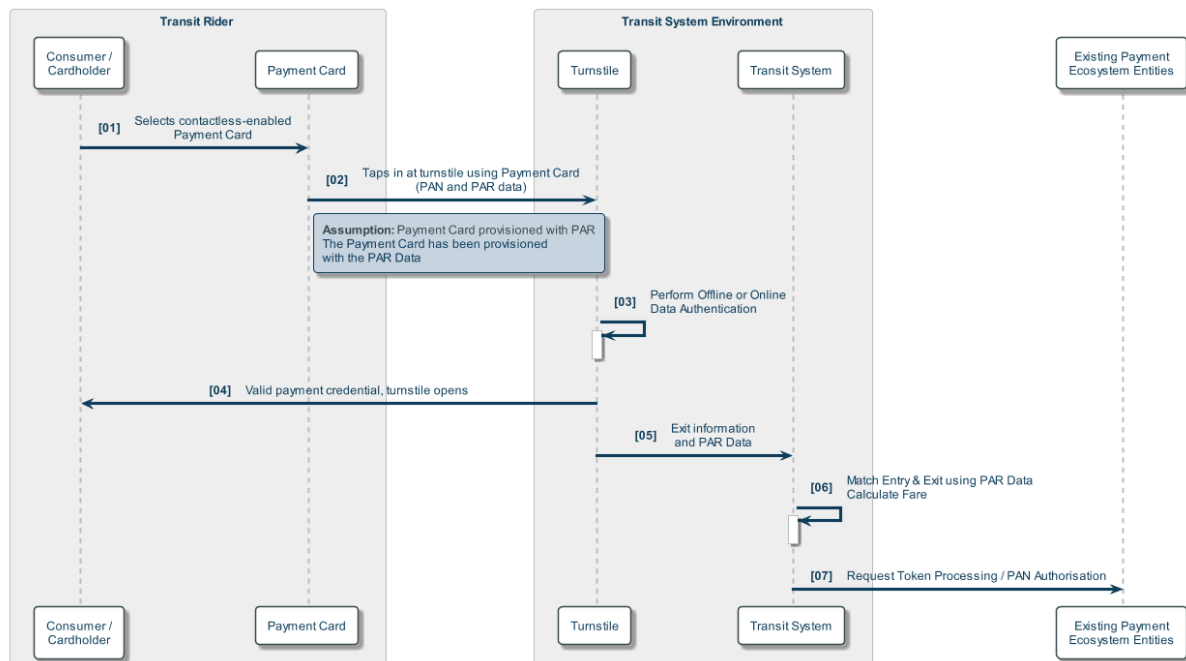 Transit Rider
Transit System Environment
Consumer /
Cardholder
Payment Card
Turnstile
Transit System
Existing Payment
Ecosystem Entities
[01] Selects contactless-enabled
Payment Card
[02] Taps in at turnstile using Payment Card
(PAN and PAR data)
Assumption: Payment Card provisioned with PAR
The Payment Card has been provisioned
with the PAR Data
[03] Perform Offline or Online
Data Authentication
[04] Valid payment credential, turnstile opens
[05] Exit information
and PAR Data
[06] Match Entry & Exit using PAR Data
Calculate Fare
[07] Request Token Processing / PAN Authorisation
Consumer /
Cardholder
Payment Card
Turnstile
Transit System
Existing Payment
Ecosystem Entities